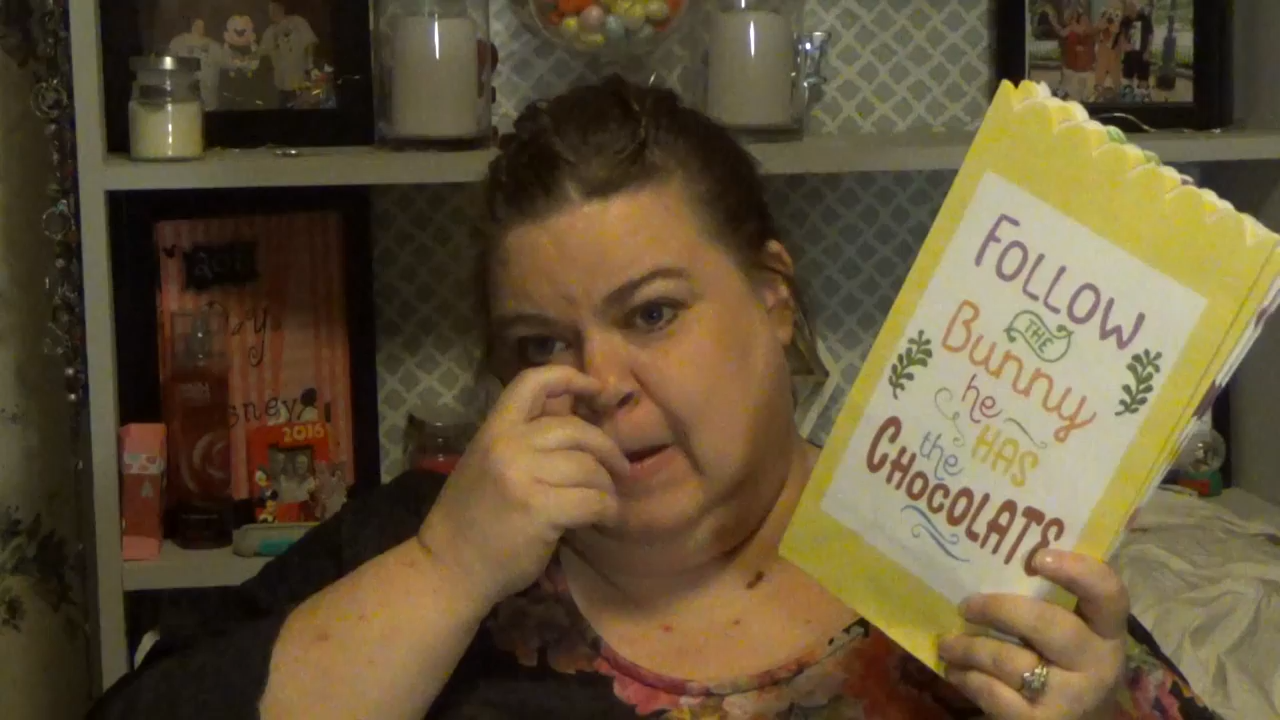 FOLLOW
THE
Bunny
he
HAS
the
CHOCOLATE
2016